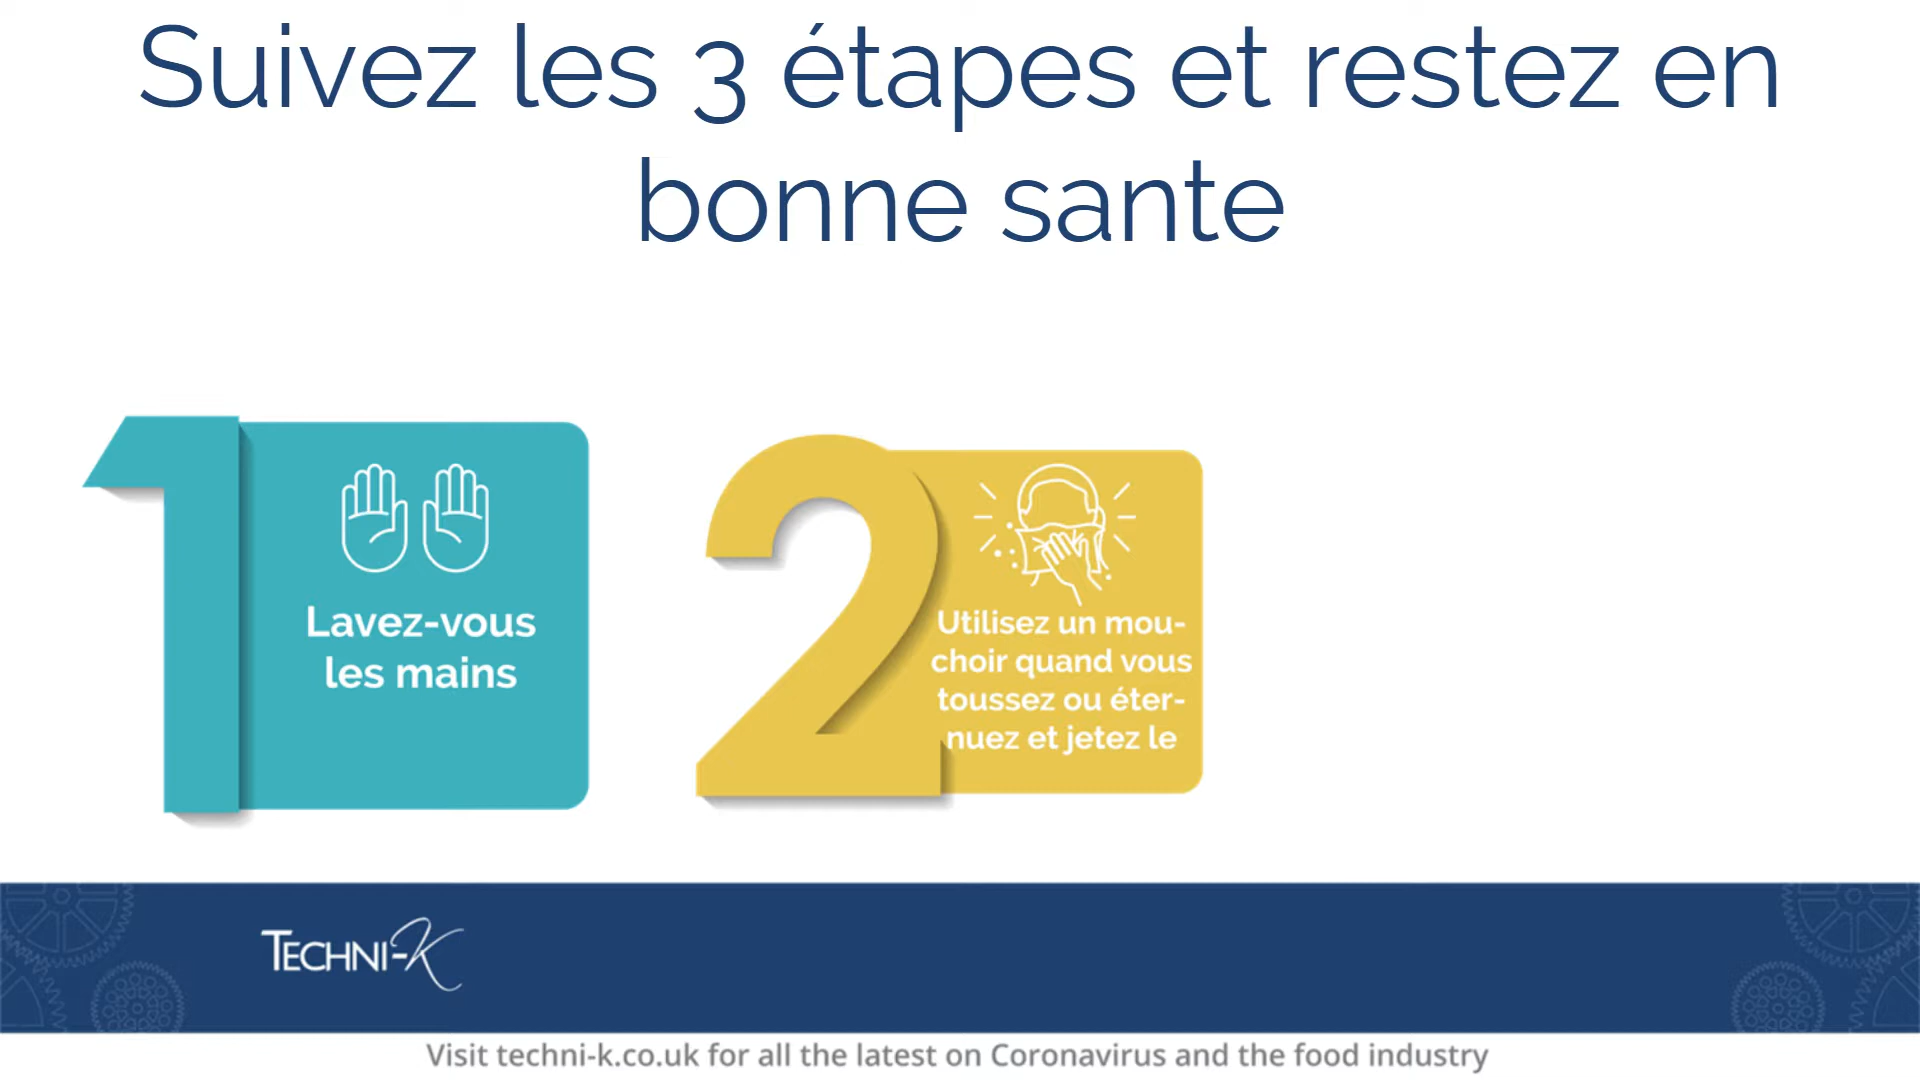 Suivez les 3 étapes et restez en
bonne sante
1
Lavez-vous
les mains
2
Utilisez un mou-
choir quand vous
toussez ou éter-
nuez et jetez le
TECHNI-K
Visit techni-k.co.uk for all the latest on Coronavirus and the food industry